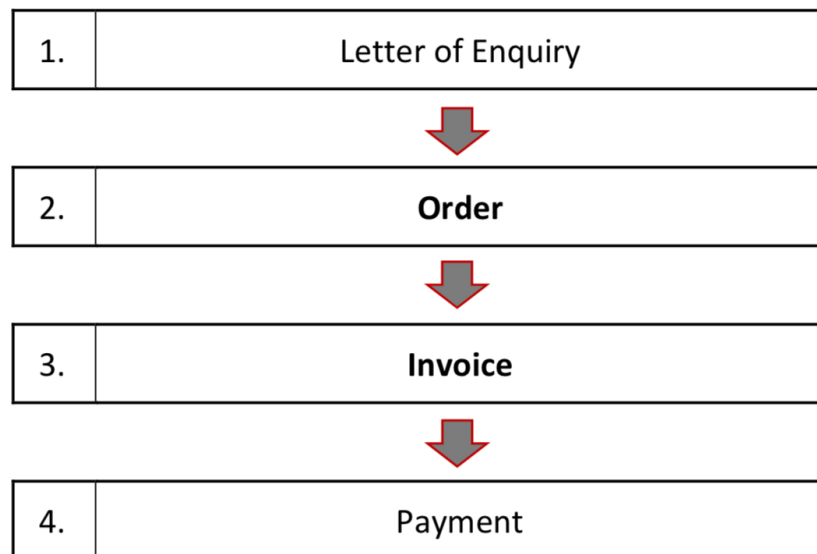 1. Letter of Enquiry
2. Order
3. Invoice
4. Payment